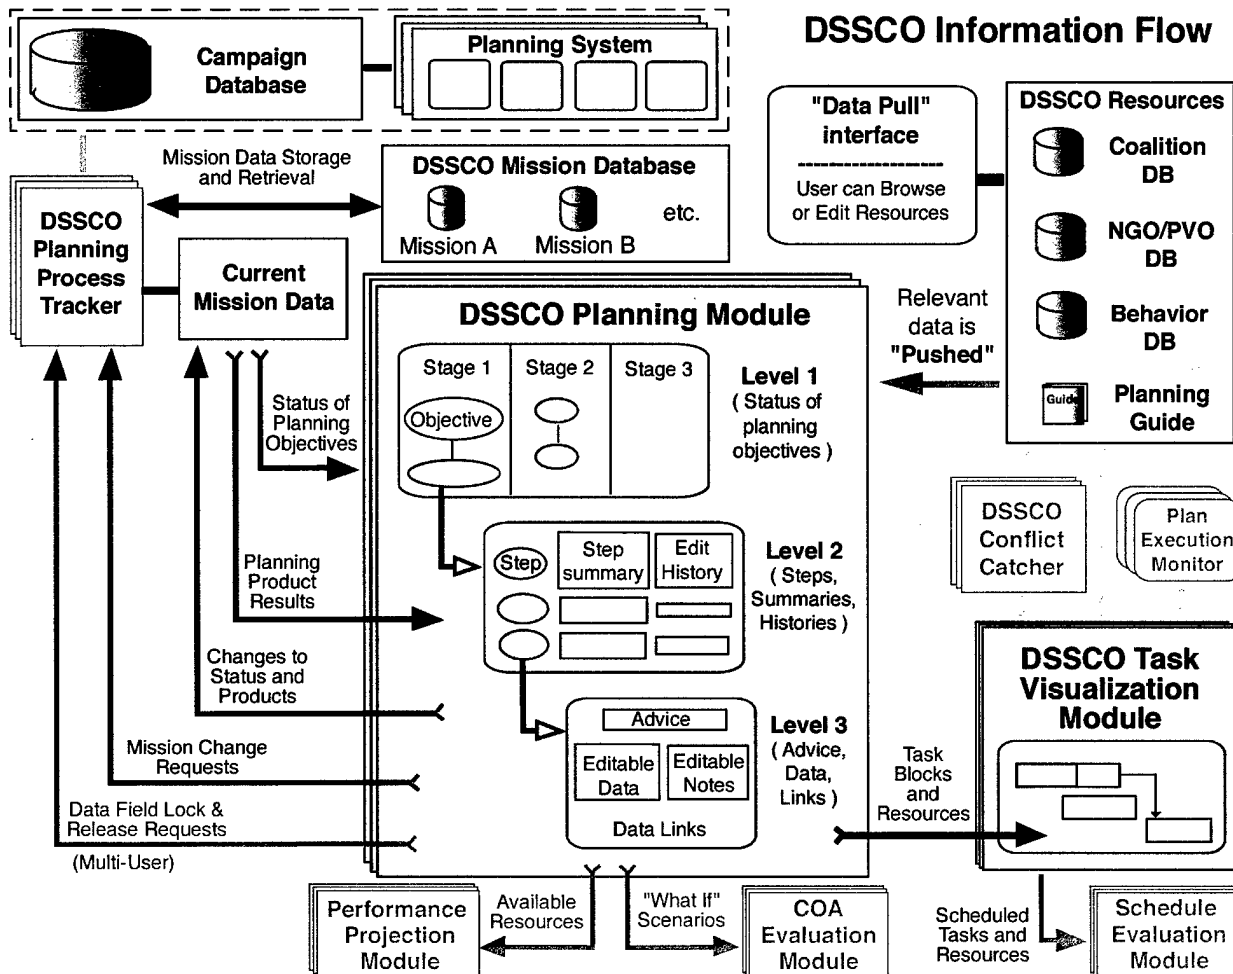 DSSCO Information Flow
Campaign
Database
Planning System
"Data Pull"
interface
User can Browse
or Edit Resources
DSSCO Resources
Coalition
DB
NGO/PVO
DB
Behavior
DB
Guide
Planning
Guide
Mission Data Storage
and Retrieval
DSSCO Mission Database
Mission A
Mission B
etc.
DSSCO
Planning
Process
Tracker
Current
Mission Data
Relevant
data is
"Pushed"
DSSCO Planning Module
Stage 1
Stage 2
Stage 3
Objective
Level 1
( Status of
planning
objectives )
Status of
Planning
Objectives
Step
Step
summary
Edit
History
Level 2
( Steps,
Summaries,
Histories )
Planning
Product
Results
DSSCO
Conflict
Catcher
Plan
Execution
Monitor
Changes to
Status and
Products
Advice
Editable
Data
Editable
Notes
Data Links
Level 3
( Advice,
Data,
Links )
Mission Change
Requests
Data Field Lock &
Release Requests
(Multi-User)
Task
Blocks
and
Resources
DSSCO Task
Visualization
Module
Performance
Projection
Module
Available
Resources
"What If"
Scenarios
COA
Evaluation
Module
Scheduled
Tasks and
Resources
Schedule
Evaluation
Module